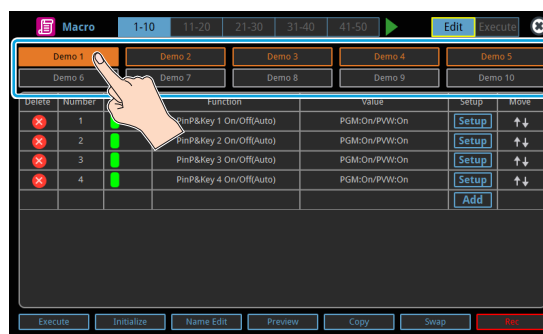 Macro 1-10 11-20 21-30 31-40 41-50 Edit Execute
Demo 1 Demo 2 Demo 3 Demo 4 Demo 5
Demo 6 Demo 7 Demo 8 Demo 9 Demo 10
Delete Number Function Value Setup Move
1 PinP&Key 1 On/Off(Auto) PGM:On/PVW:On Setup
2 PinP&Key 2 On/Off(Auto) PGM:On/PVW:On Setup
3 PinP&Key 3 On/Off(Auto) PGM:On/PVW:On Setup
4 PinP&Key 4 On/Off(Auto) PGM:On/PVW:On Setup
Add
Execute Initialize Name Edit Preview Copy Swap Rec